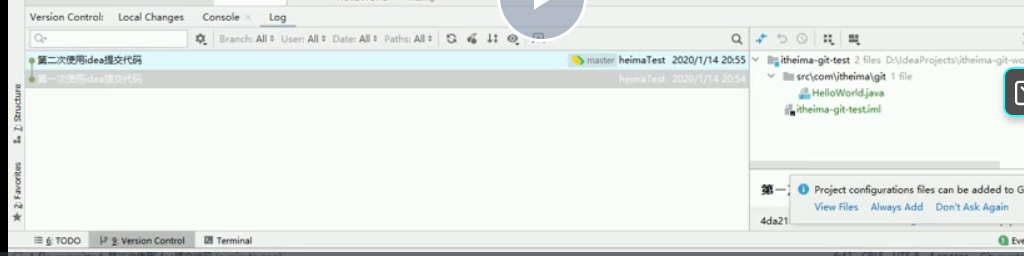 Version Control: Local Changes Console × Log
Branch: All User: All Date: All Paths: All
第二次使用idea提交代码 master heimaTest 2020/1/14 20:55
第一次使用idea提交代码 heimaTest 2020/1/14 20:54
itheima-git-test 2 files D:\IdeaProjects\itheima-git-wo
src\com\itheima\git 1 file
HelloWorld.java
itheima-git-test.iml
第一
4da21
Project configurations files can be added to G
View Files Always Add Don't Ask Again
Z: Structure
2: Favorites
6: TODO 9: Version Control Terminal
1 Eve